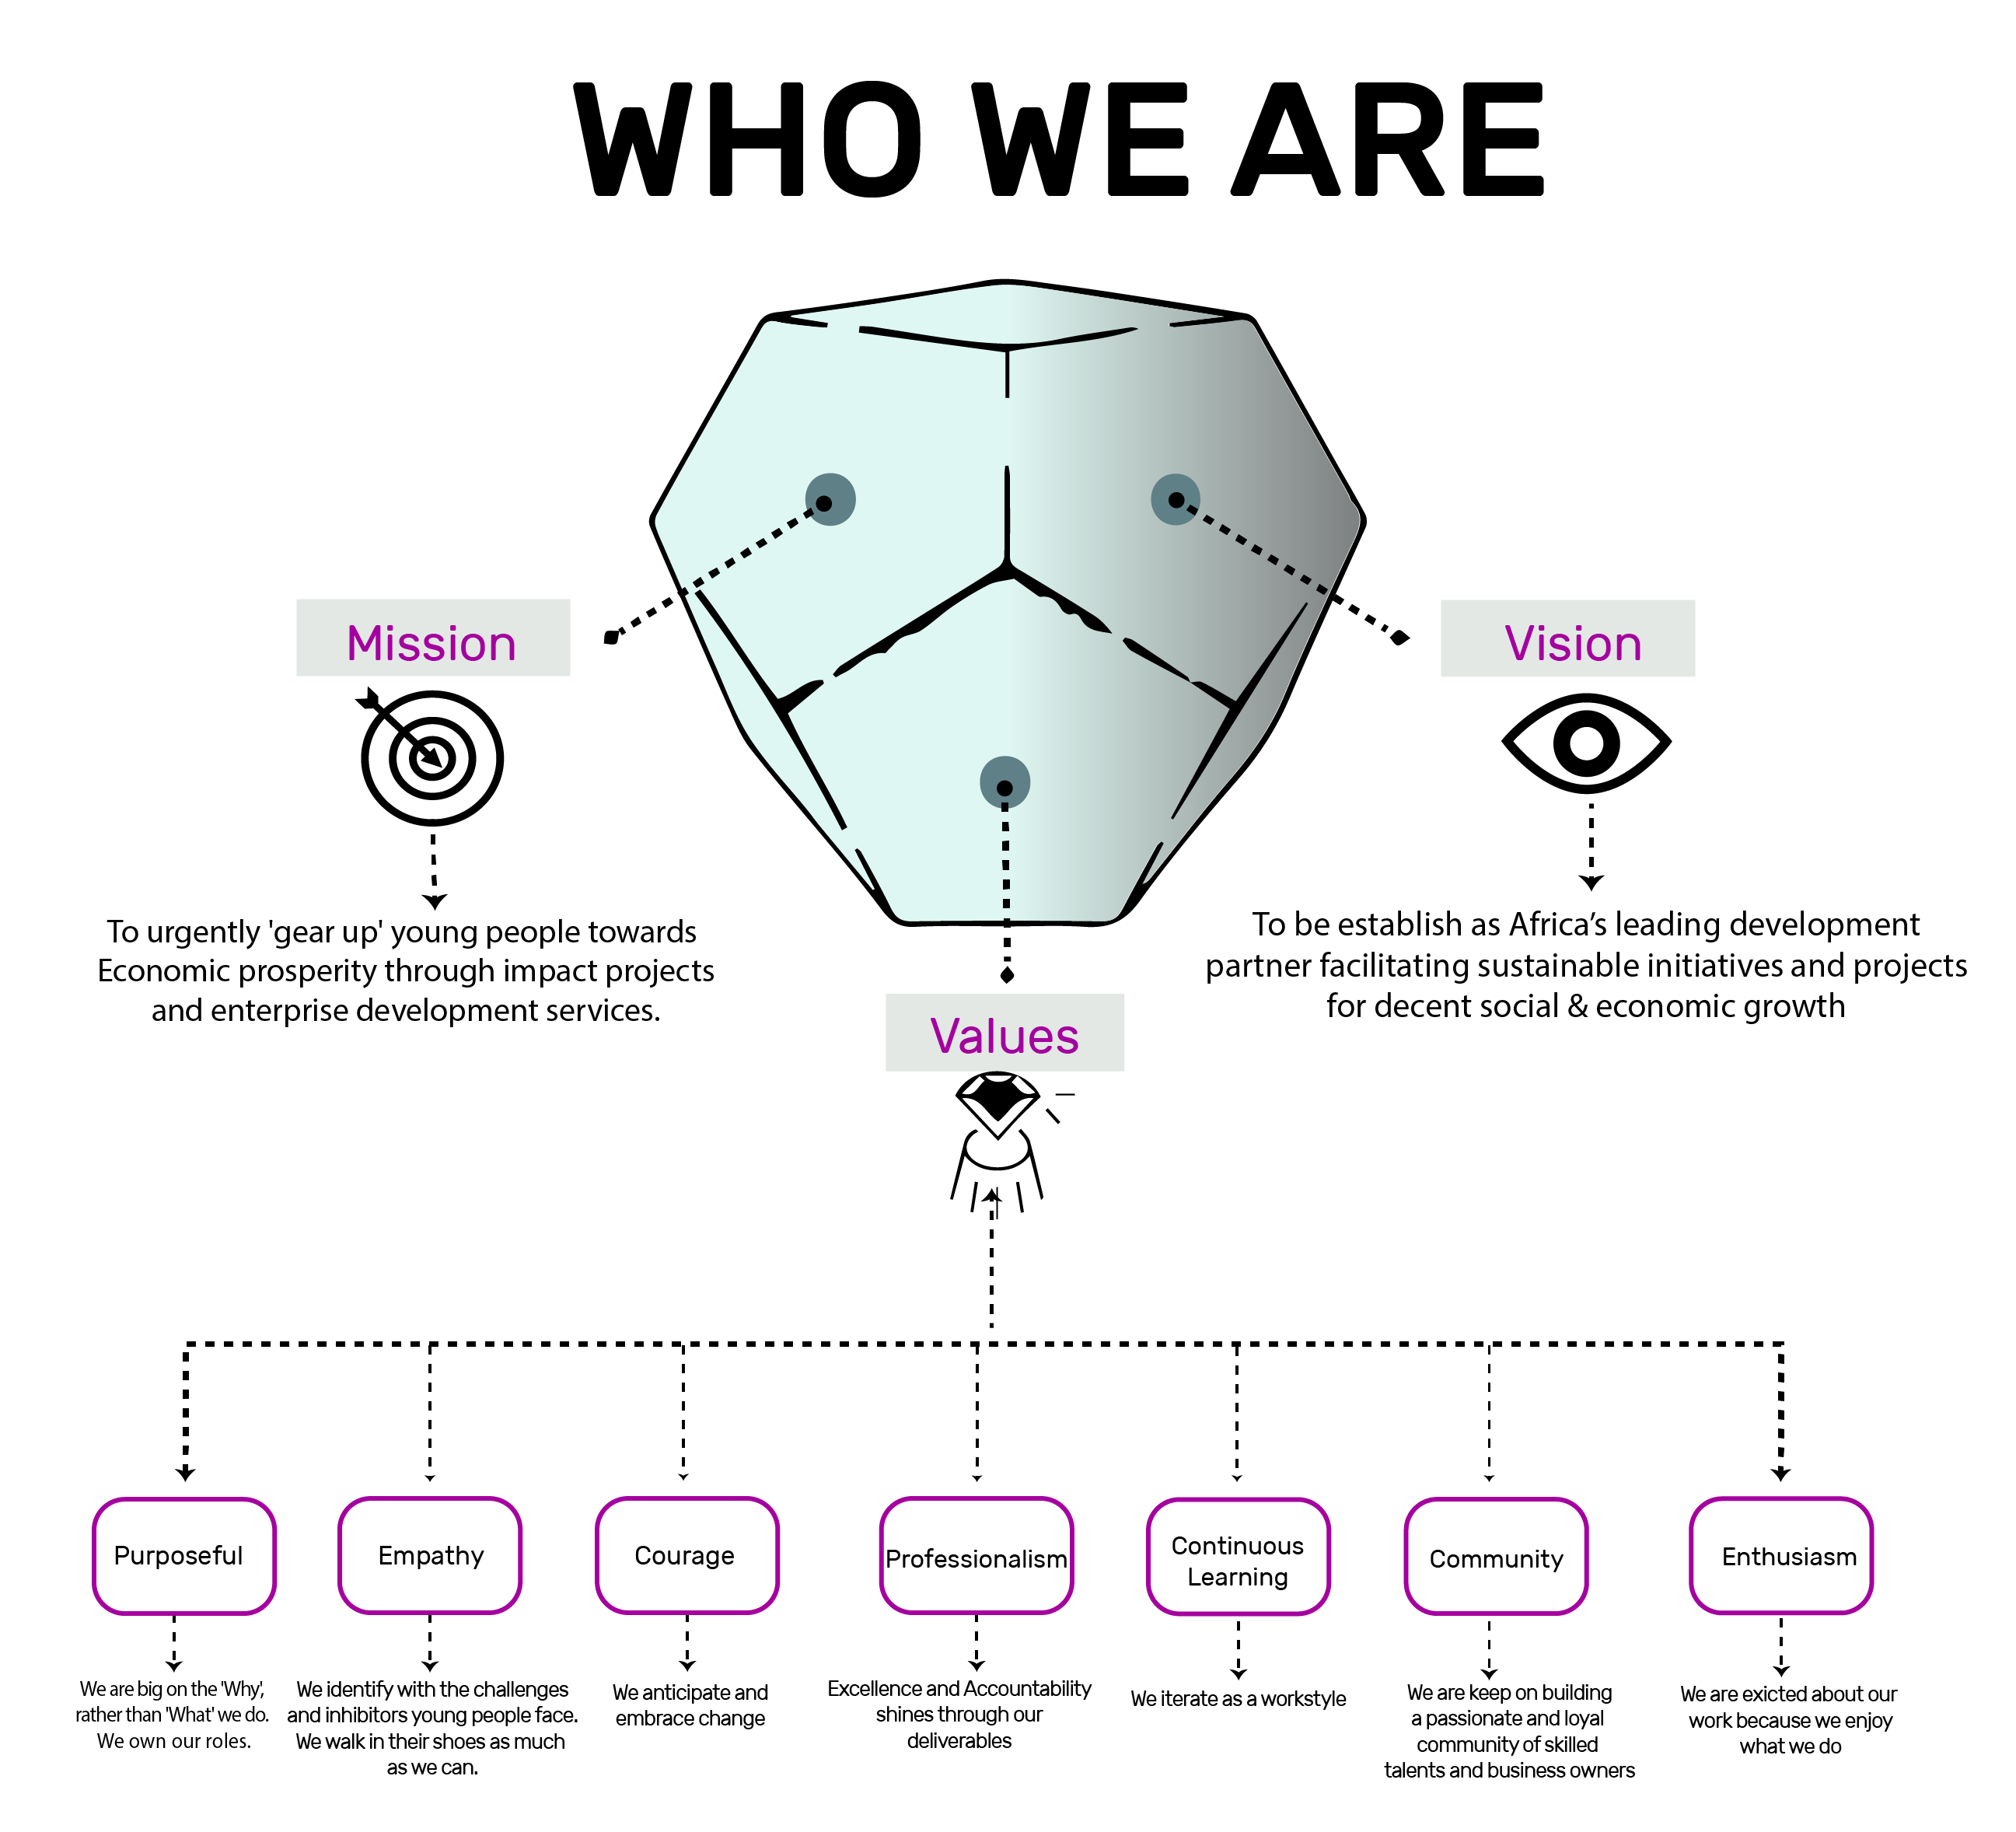 WHO WE ARE
Mission
Vision
To urgently 'gear up' young people towards
Economic prosperity through impact projects
and enterprise development services.
To be establish as Africa’s leading development
partner facilitating sustainable initiatives and projects
for decent social & economic growth
Values
Purposeful
Empathy
Courage
Professionalism
Continuous
Learning
Community
Enthusiasm
We are big on the 'Why',
rather than 'What' we do.
We own our roles.
We identify with the challenges
and inhibitors young people face.
We walk in their shoes as much
as we can.
We anticipate and
embrace change
Excellence and Accountability
shines through our
deliverables
We iterate as a workstyle
We are keep on building
a passionate and loyal
community of skilled
talents and business owners
We are exicted about our
work because we enjoy
what we do